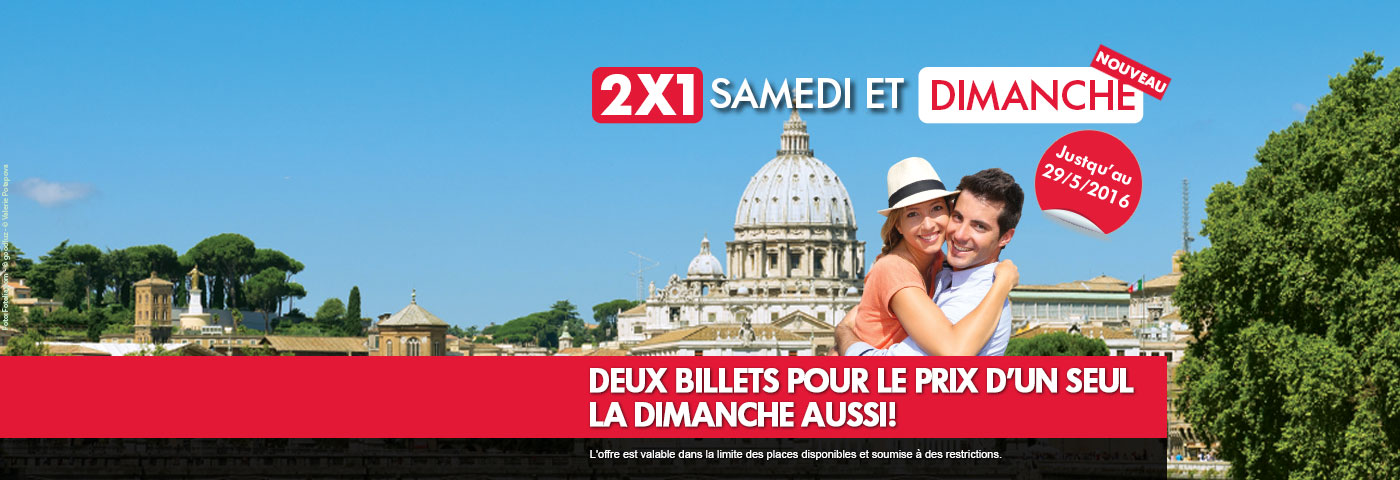 2X1 SAMEDI ET DIMANCHE
NOUVEAU
Justqu'au
29/5/2016
DEUX BILLETS POUR LE PRIX D'UN SEUL
LA DIMANCHE AUSSI!
L'offre est valable dans la limite des places disponibles et soumise à des restrictions.